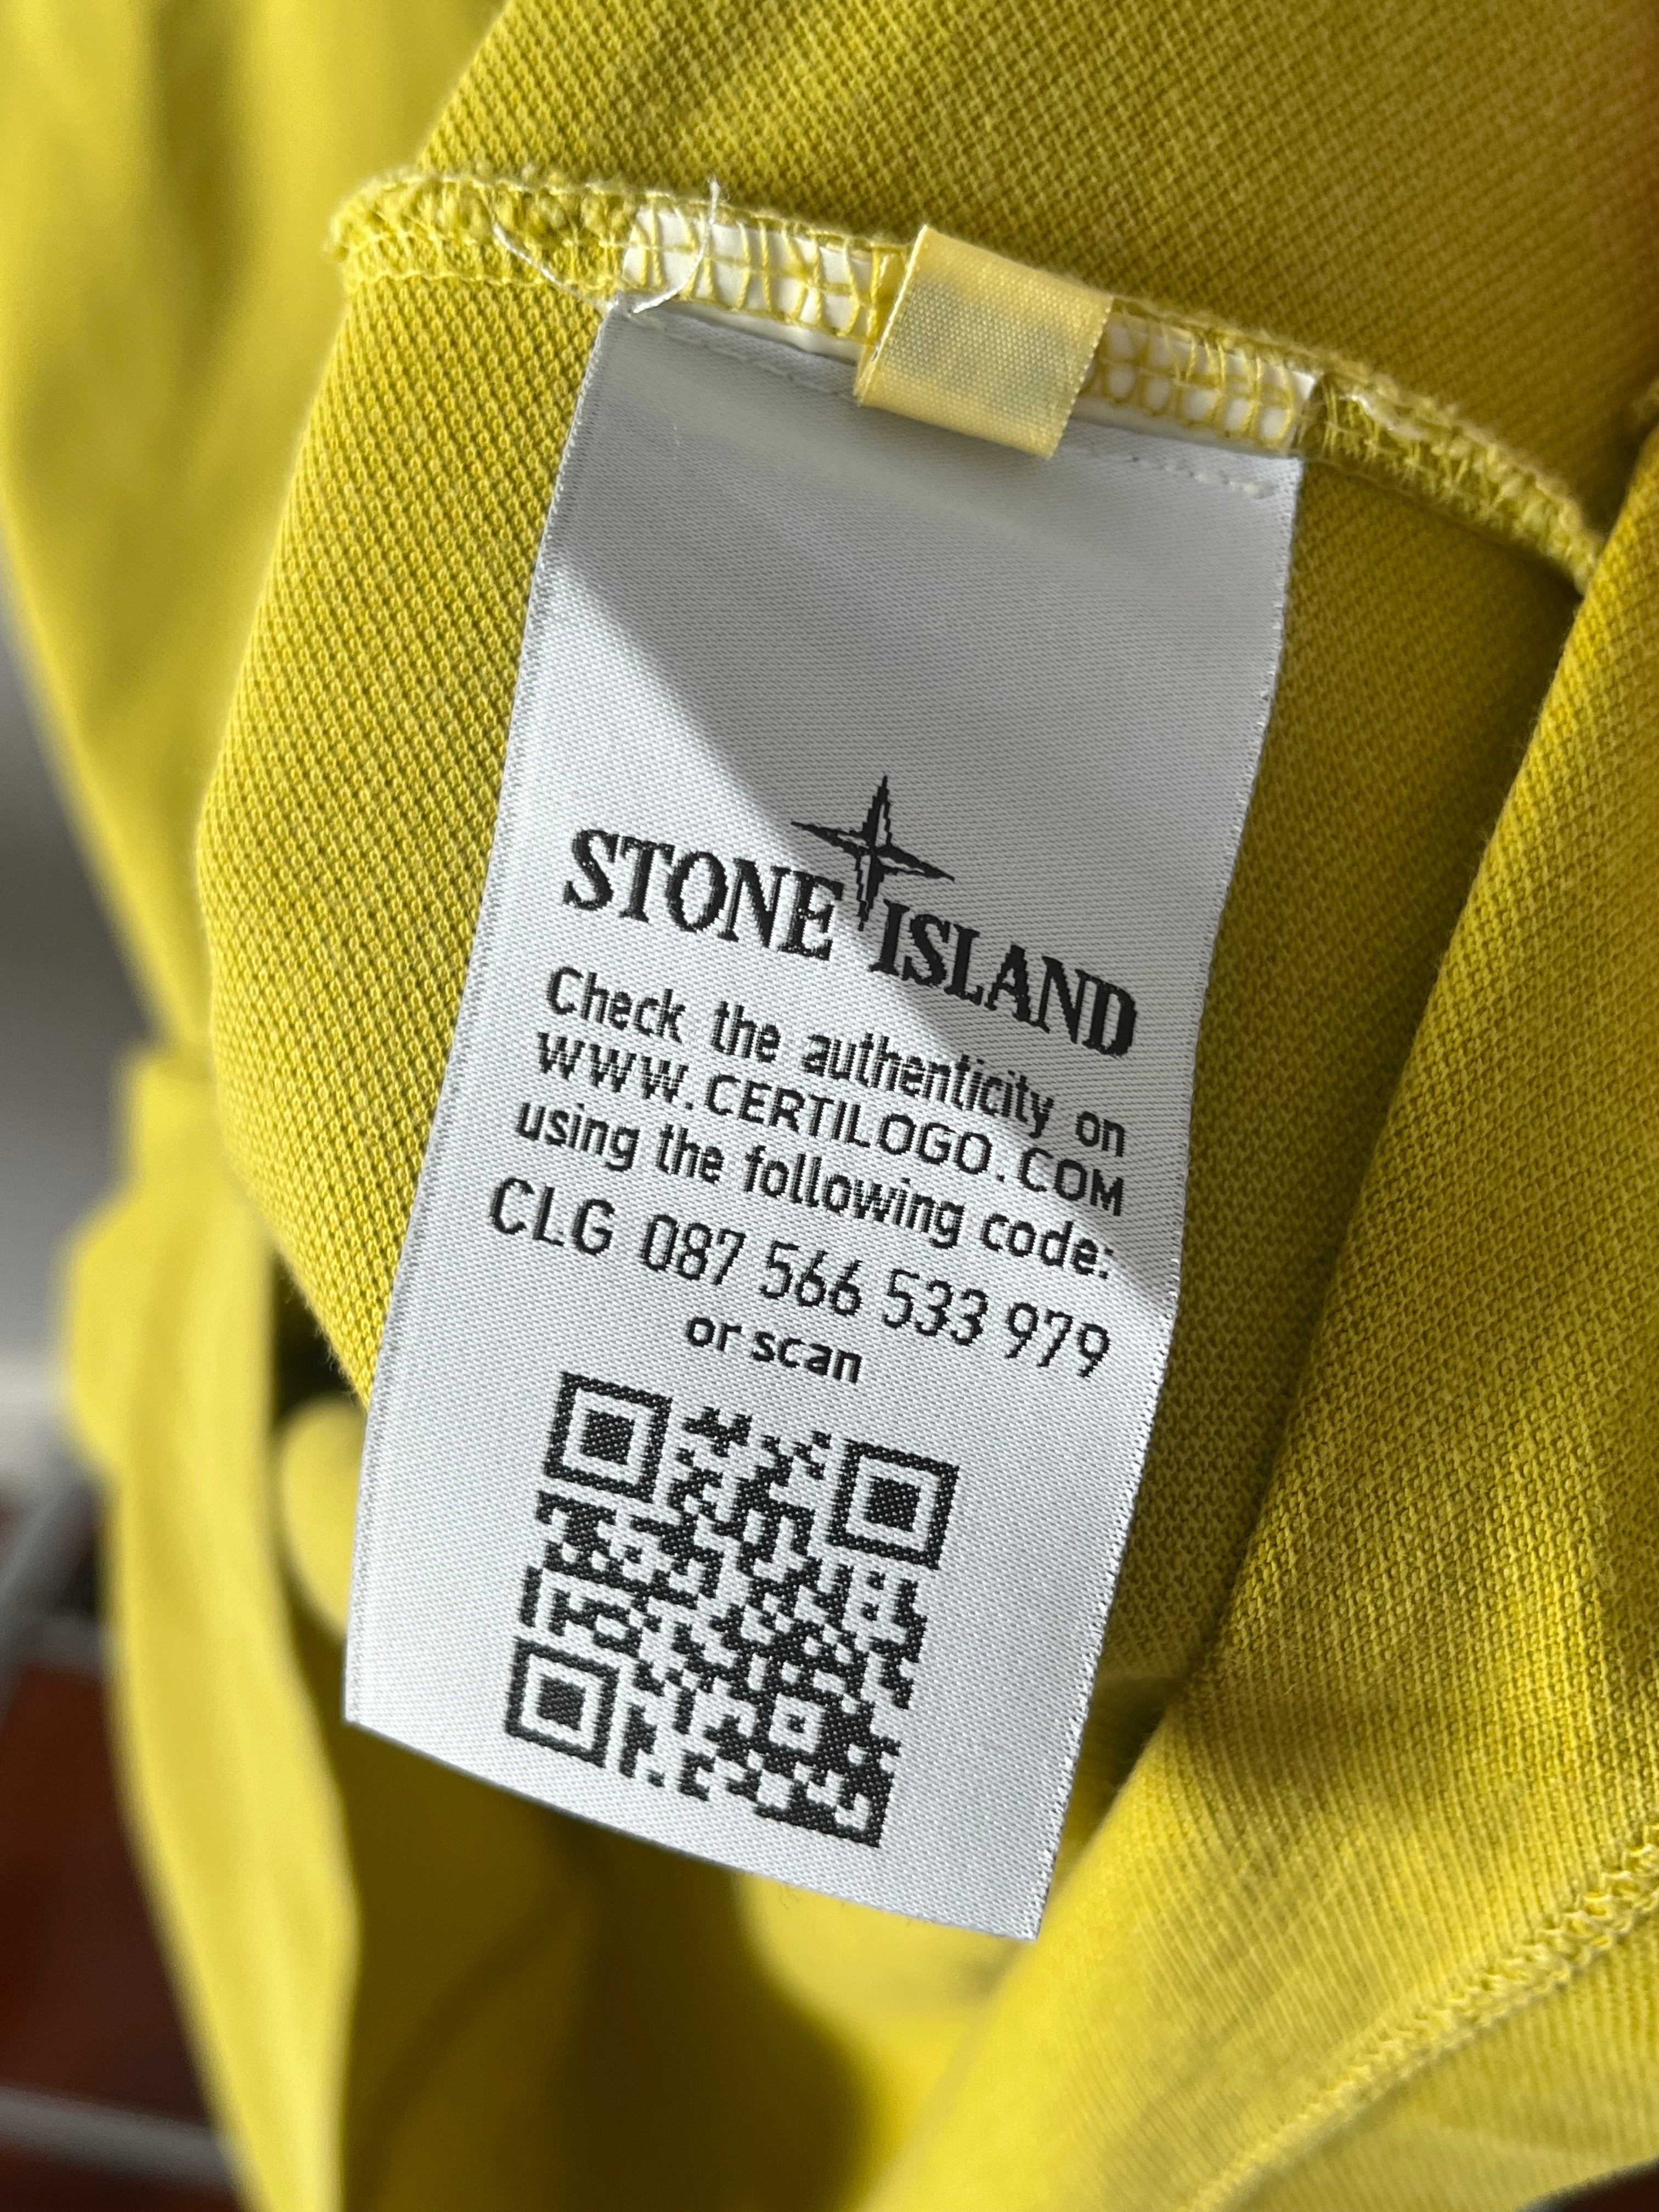 STONE ISLAND
Check the authenticity on
WWW.CERTILOGO.COM
using the following code:
CLG 087 566 533 979
or scan